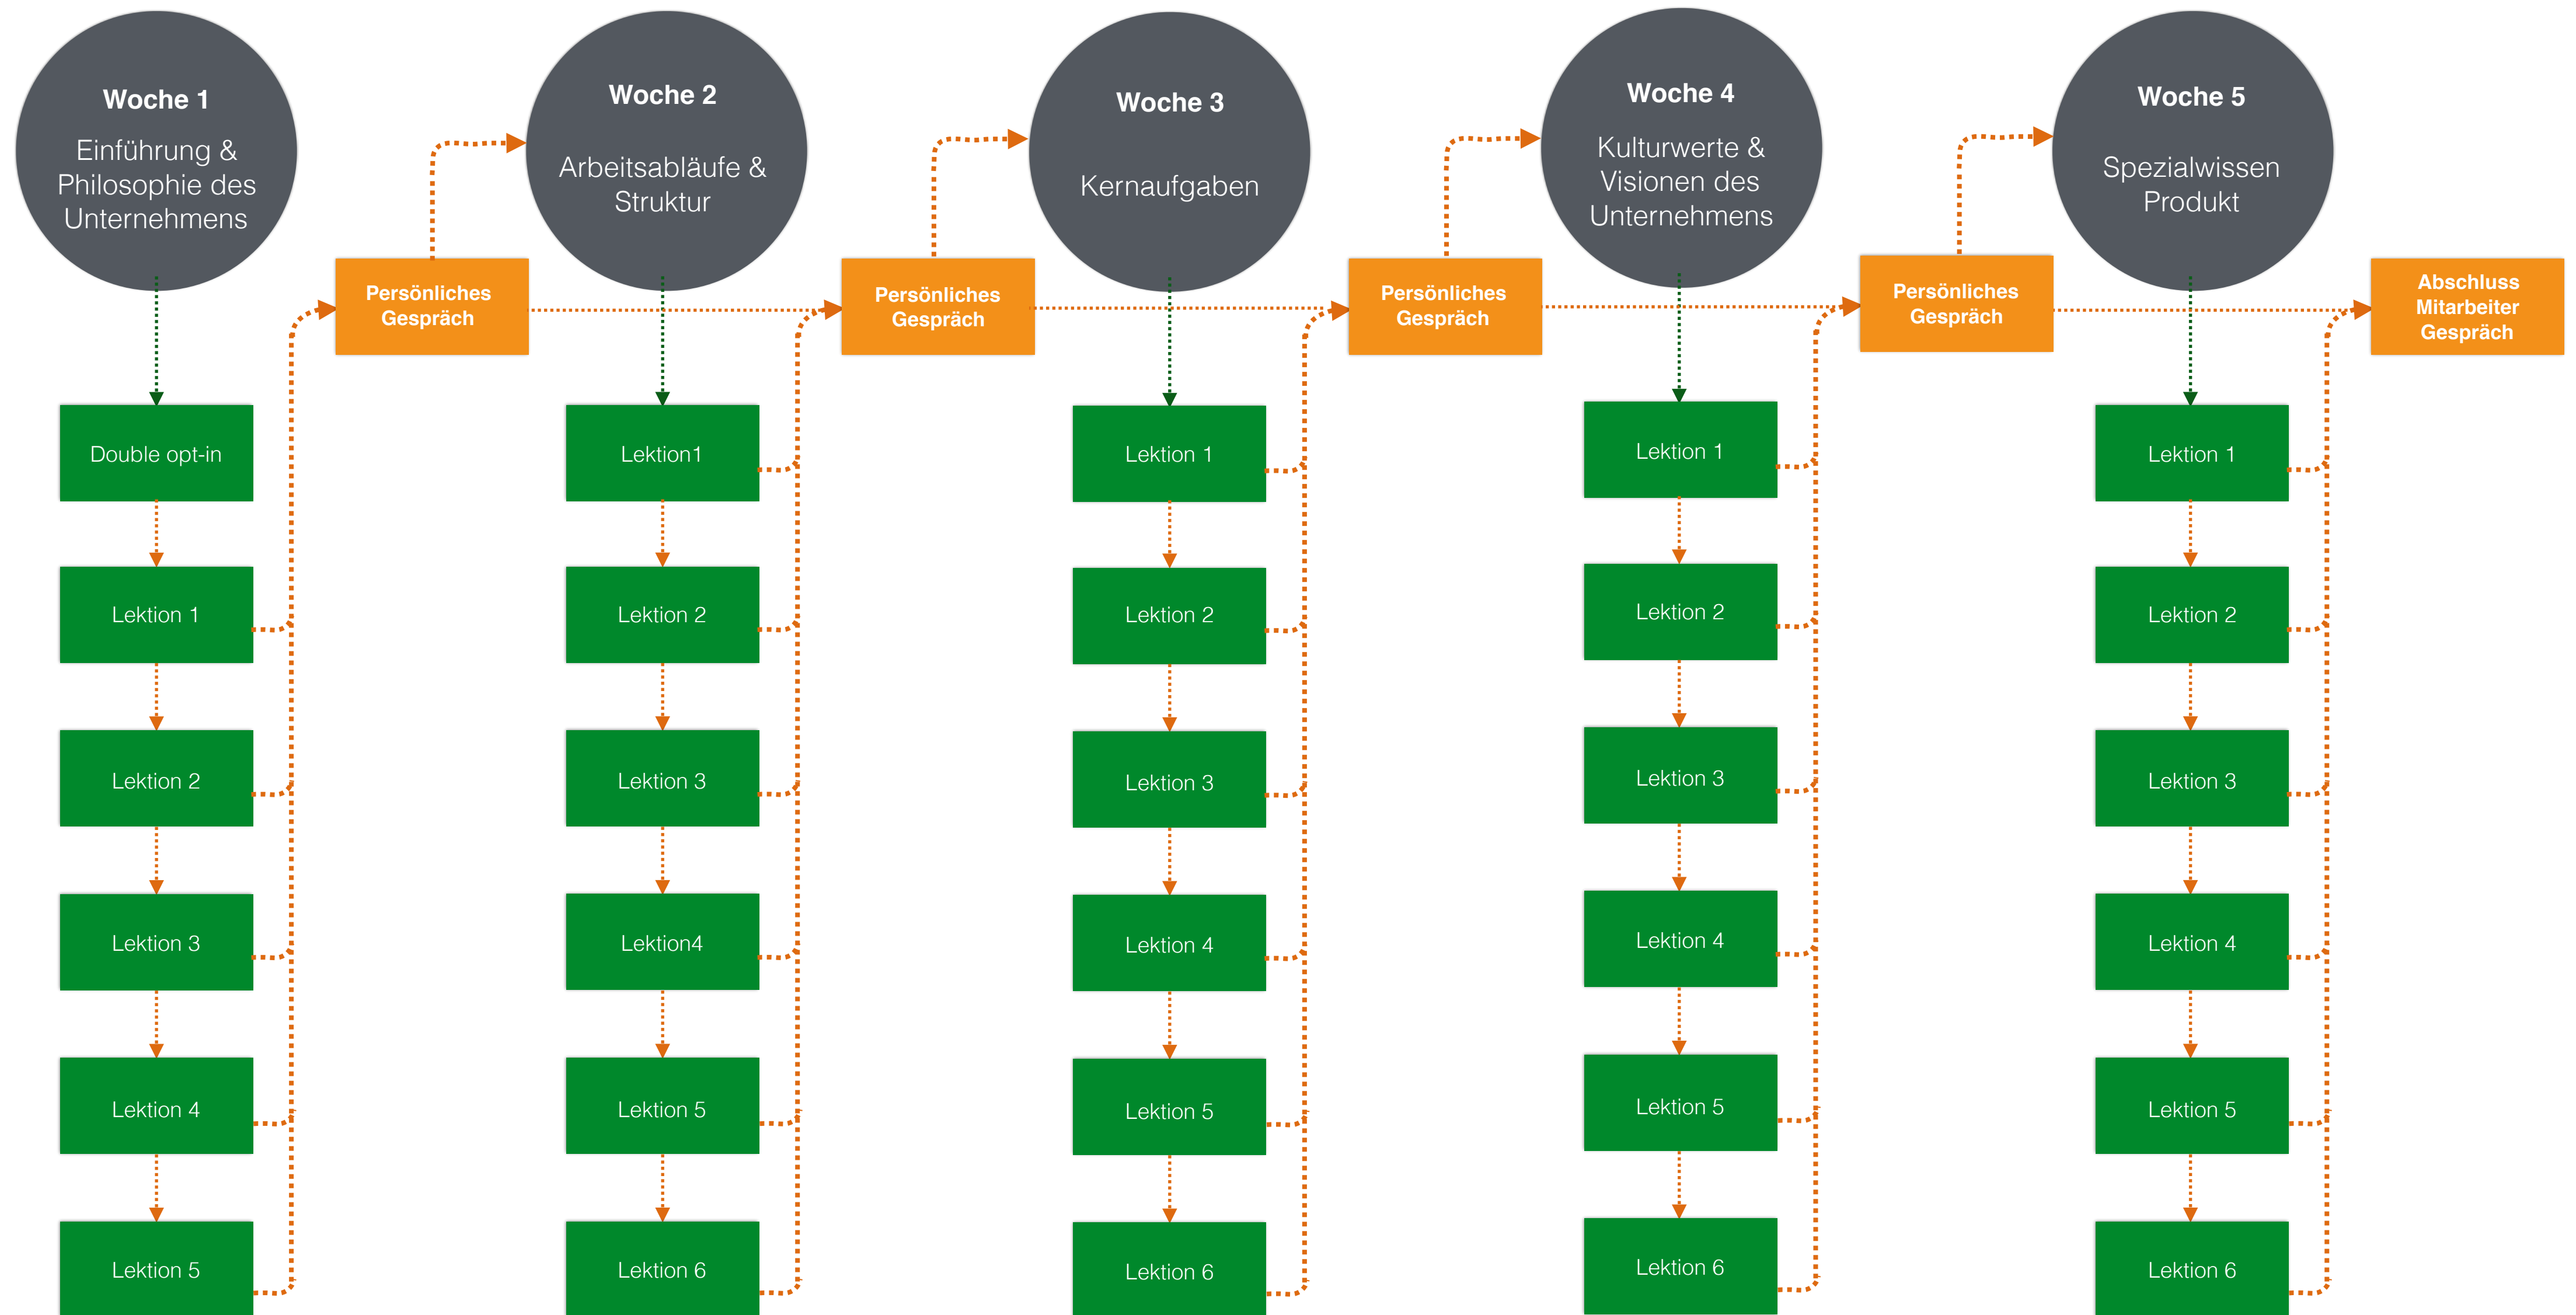 Woche 1
Einführung &
Philosophie des
Unternehmens
Woche 2
Arbeitsabläufe &
Struktur
Woche 3
Kernaufgaben
Woche 4
Kulturwerte &
Visionen des
Unternehmens
Woche 5
Spezialwissen
Produkt
Persönliches
Gespräch
Persönliches
Gespräch
Persönliches
Gespräch
Persönliches
Gespräch
Abschluss
Mitarbeiter
Gespräch
Double opt-in
Lektion 1
Lektion 2
Lektion 3
Lektion 4
Lektion 5
Lektion1
Lektion 2
Lektion 3
Lektion4
Lektion 5
Lektion 6
Lektion 1
Lektion 2
Lektion 3
Lektion 4
Lektion 5
Lektion 6
Lektion 1
Lektion 2
Lektion 3
Lektion 4
Lektion 5
Lektion 6
Lektion 1
Lektion 2
Lektion 3
Lektion 4
Lektion 5
Lektion 6